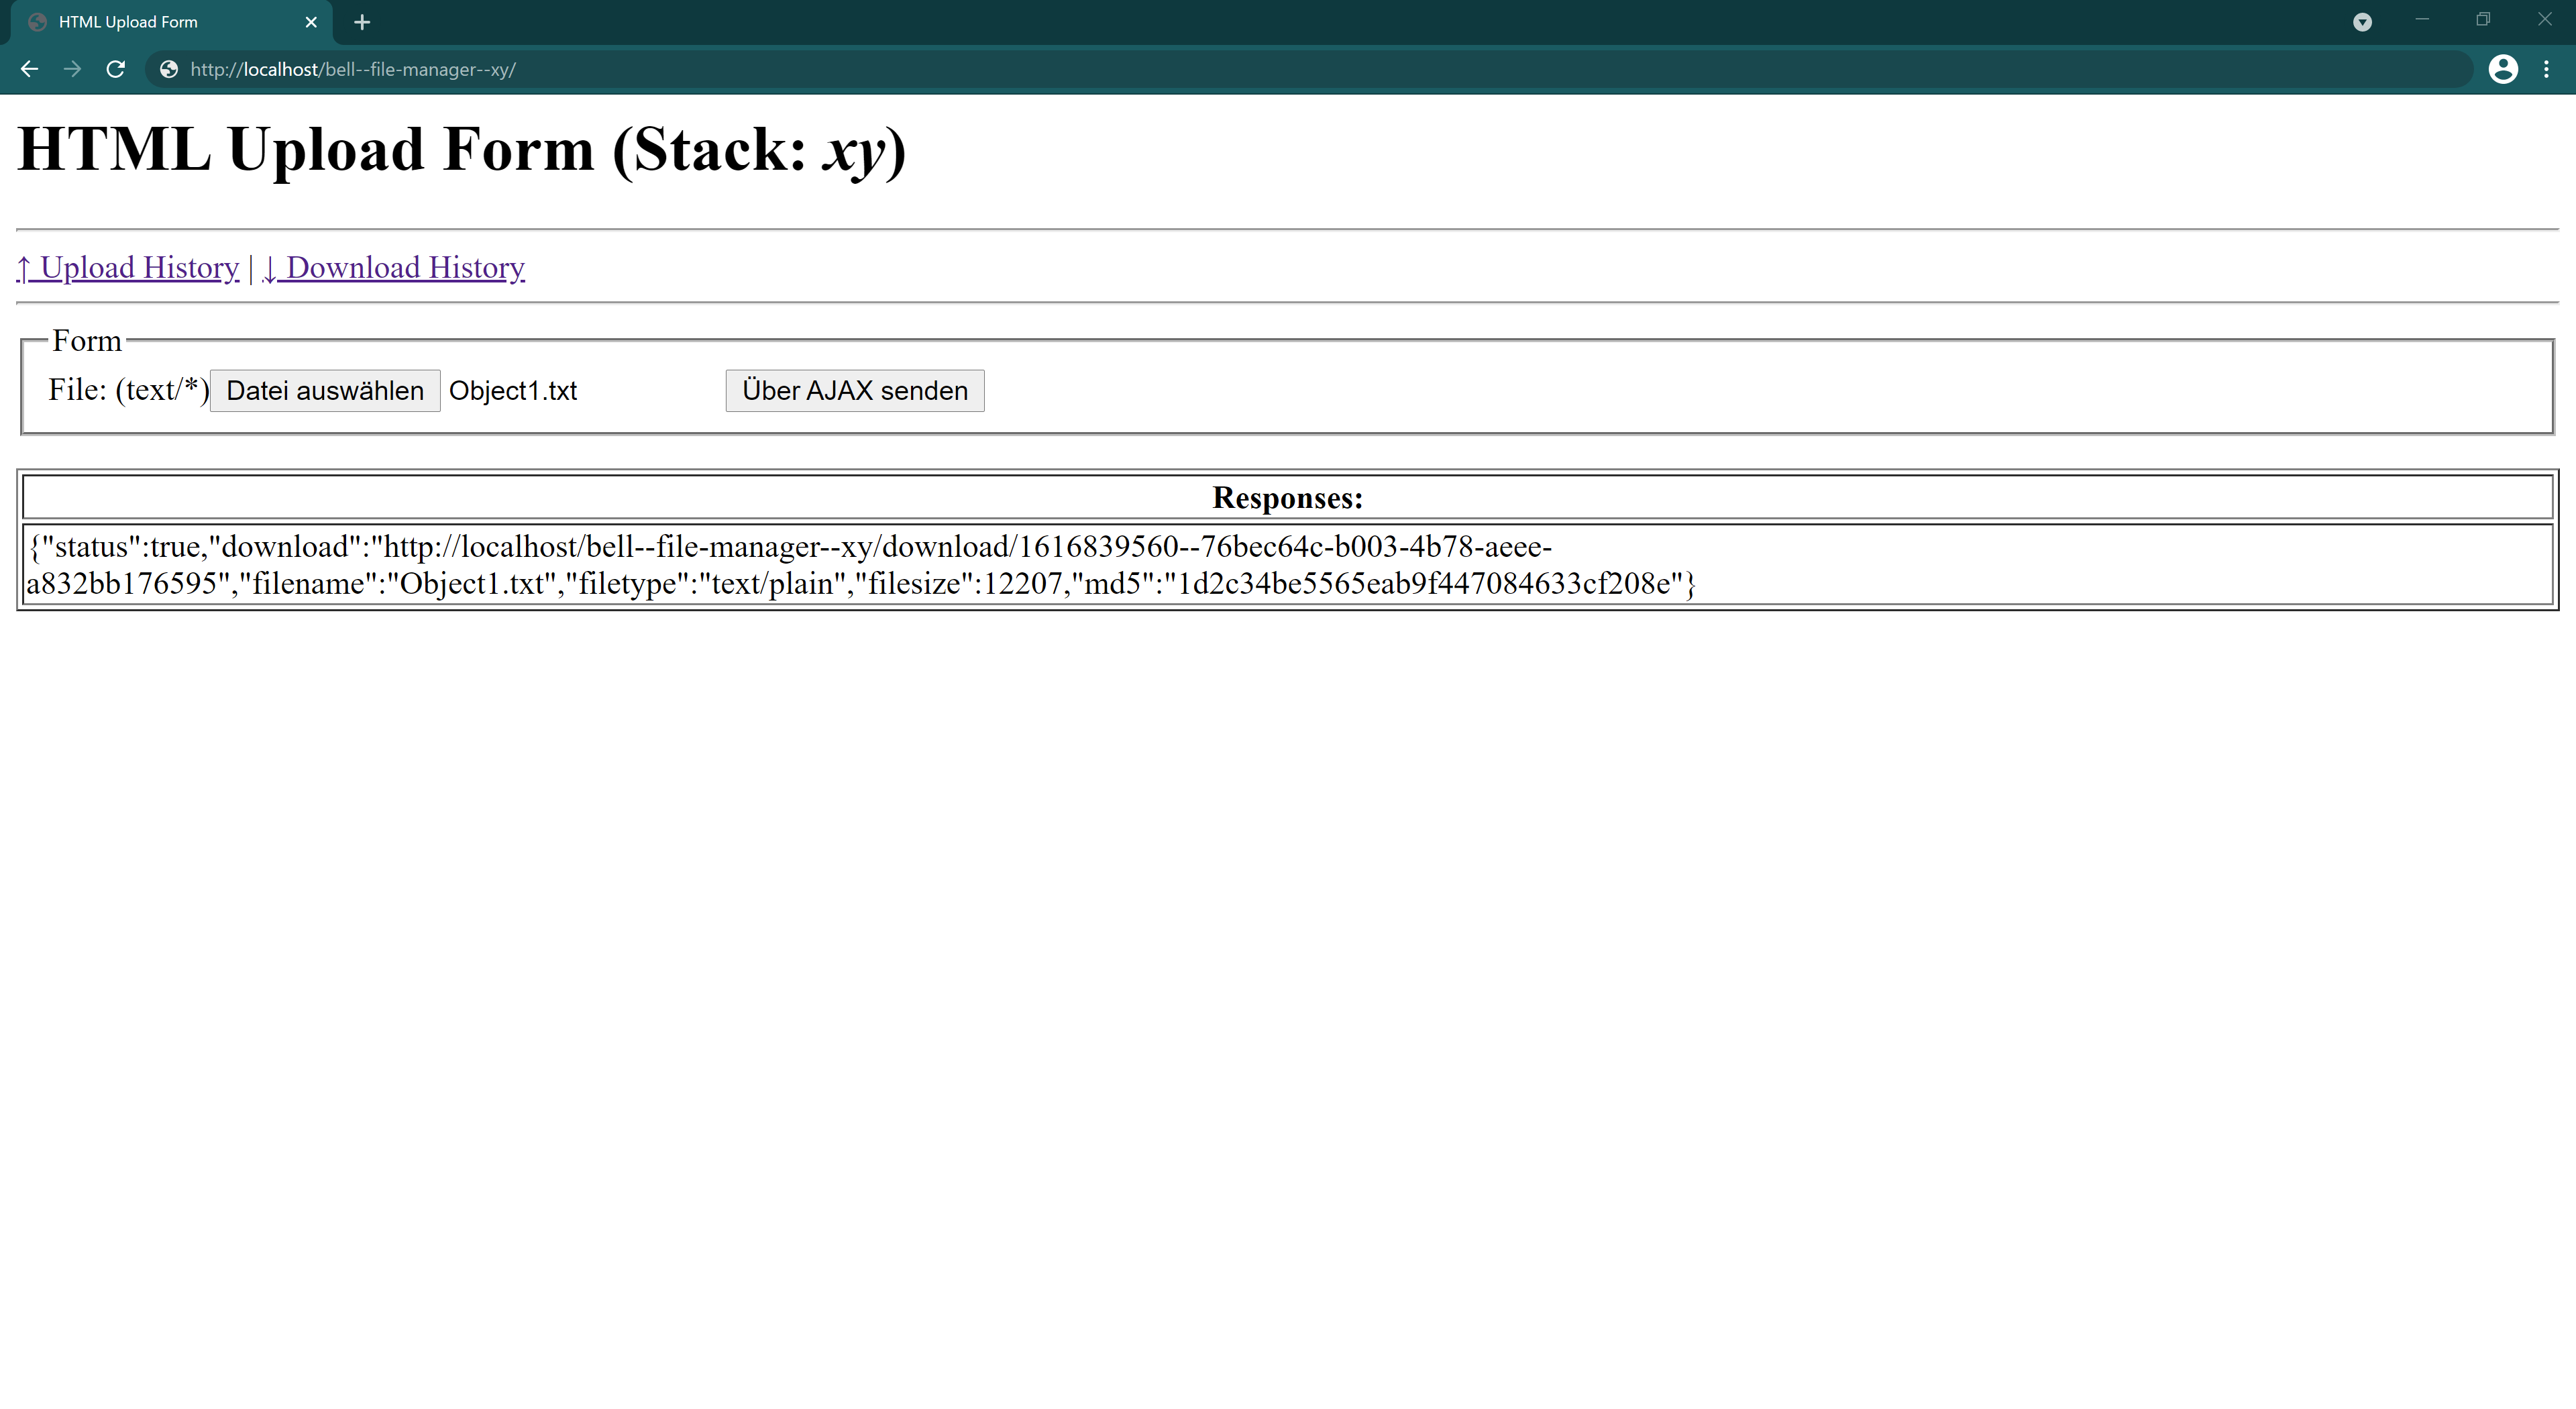 HTML Upload Form
http://localhost/bell--file-manager--xy/
HTML Upload Form (Stack: xy)
↑ Upload History | ↓ Download History
Form
File: (text/*) Datei auswählen Object1.txt Über AJAX senden
Responses:
{"status":true,"download":"http://localhost/bell--file-manager--xy/download/1616839560--76bec64c-b003-4b78-aeee-
a832bb176595","filename":"Object1.txt","filetype":"text/plain","filesize":12207,"md5":"1d2c34be5565eab9f447084633cf208e"}